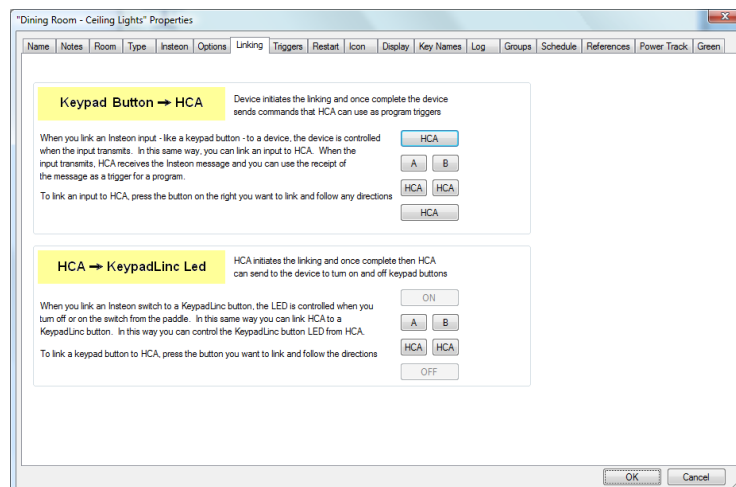 "Dining Room - Ceiling Lights" Properties
Name Notes Room Type Insteon Options Linking Triggers Restart Icon Display Key Names Log Groups Schedule References Power Track Green
Keypad Button → HCA
Device initiates the linking and once complete the device
sends commands that HCA can use as program triggers
When you link an Insteon input - like a keypad button - to a device, the device is controlled
when the input transmits. In this same way, you can link an input to HCA. When the
input transmits, HCA receives the Insteon message and you can use the receipt of
the message as a trigger for a program.
To link an input to HCA, press the button on the right you want to link and follow any directions
HCA
A B
HCA HCA
HCA
HCA → KeypadLinc Led
HCA initiates the linking and once complete then HCA
can send to the device to turn on and off keypad buttons
When you link an Insteon switch to a KeypadLinc button, the LED is controlled when you
turn off or on the switch from the paddle. In this same way you can link HCA to a
KeypadLinc button. In this way you can control the KeypadLinc button LED from HCA.
To link a keypad button to HCA, press the button you want to link and follow the directions
ON
A B
HCA HCA
OFF
OK Cancel